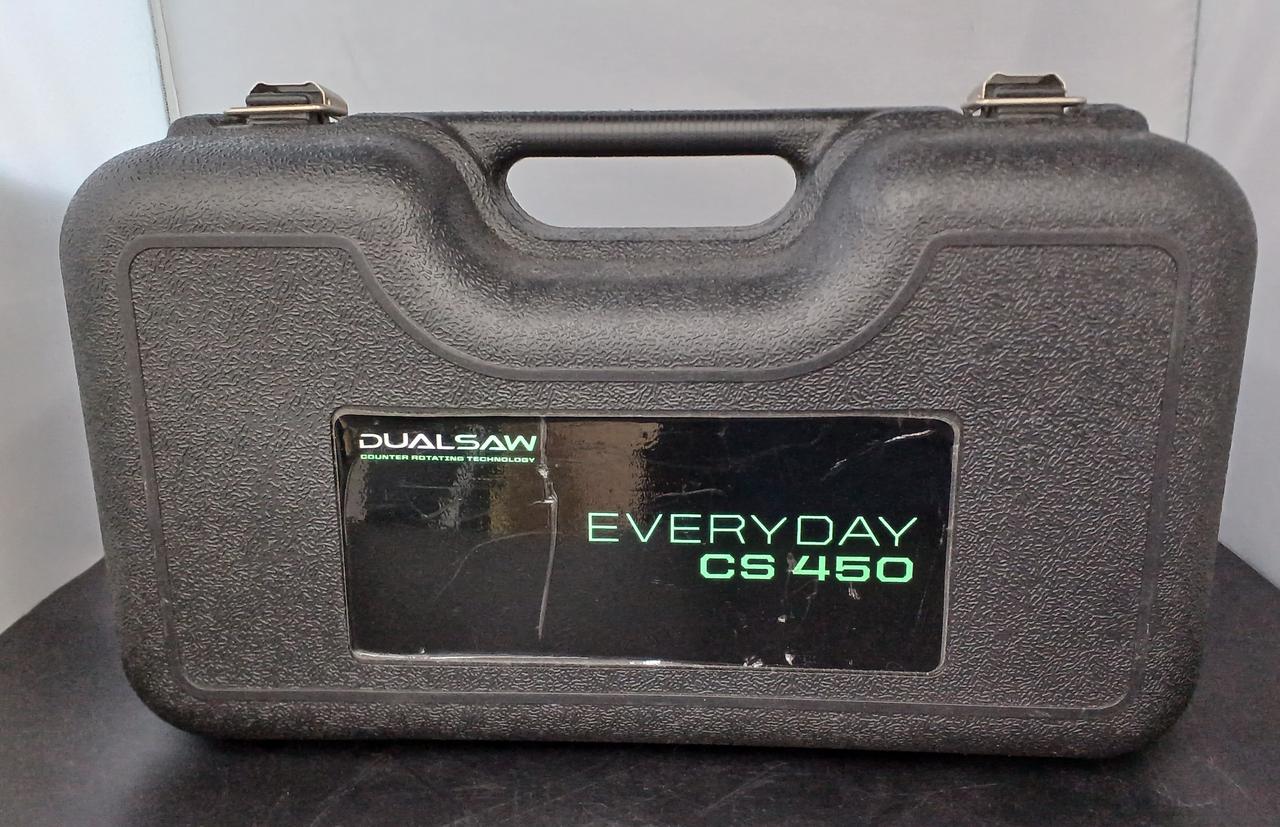 DUALSAW
COUNTER ROTATING TECHNOLOGY
EVERYDAY
CS 450